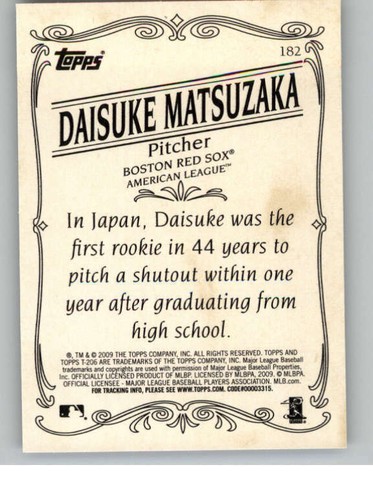 Topps®
182
DAISUKE MATSUZAKA
Pitcher
BOSTON RED SOX®
AMERICAN LEAGUE™
In Japan, Daisuke was the
first rookie in 44 years to
pitch a shutout within one
year after graduating from
high school.
®, TM & © 2009 THE TOPPS COMPANY, INC. ALL RIGHTS RESERVED. TOPPS AND
TOPPS T-206 ARE TRADEMARKS OF THE TOPPS COMPANY, INC. Major League Baseball
trademarks and copyrights are used with permission of Major League Baseball Properties,
Inc. OFFICIALLY LICENSED PRODUCT OF MLBP. LICENSED BY MLBPA, 2009. © MLBPA.
OFFICIAL LICENSEE - MAJOR LEAGUE BASEBALL PLAYERS ASSOCIATION. MLB.com.
FOR TRACKING INFO, PLEASE SEE WWW.TOPPS.COM. CODE#00003315.